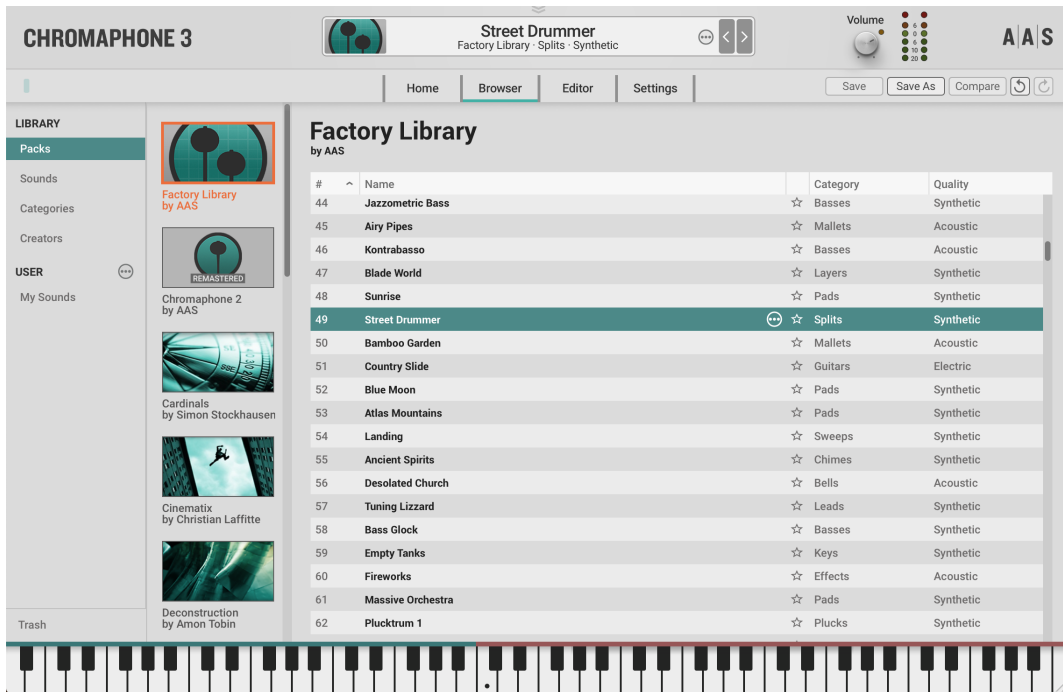 CHROMAPHONE 3
Street Drummer
Factory Library · Splits · Synthetic
Volume
6
0
6
10
20
A|A|S
Home Browser Editor Settings
Save Save As Compare
LIBRARY
Packs
Sounds
Categories
Creators
USER
My Sounds
Trash
Factory Library
by AAS
REMASTERED
Chromaphone 2
by AAS
Cardinals
by Simon Stockhausen
Cinematix
by Christian Laffitte
Deconstruction
by Amon Tobin
Factory Library
by AAS
# Name Category Quality
44 Jazzometric Bass Basses Synthetic
45 Airy Pipes Mallets Acoustic
46 Kontrabasso Basses Acoustic
47 Blade World Layers Synthetic
48 Sunrise Pads Synthetic
49 Street Drummer Splits Synthetic
50 Bamboo Garden Mallets Acoustic
51 Country Slide Guitars Electric
52 Blue Moon Pads Synthetic
53 Atlas Mountains Pads Synthetic
54 Landing Sweeps Synthetic
55 Ancient Spirits Chimes Synthetic
56 Desolated Church Bells Acoustic
57 Tuning Lizzard Leads Synthetic
58 Bass Glock Basses Synthetic
59 Empty Tanks Keys Synthetic
60 Fireworks Effects Acoustic
61 Massive Orchestra Pads Synthetic
62 Plucktrum 1 Plucks Synthetic